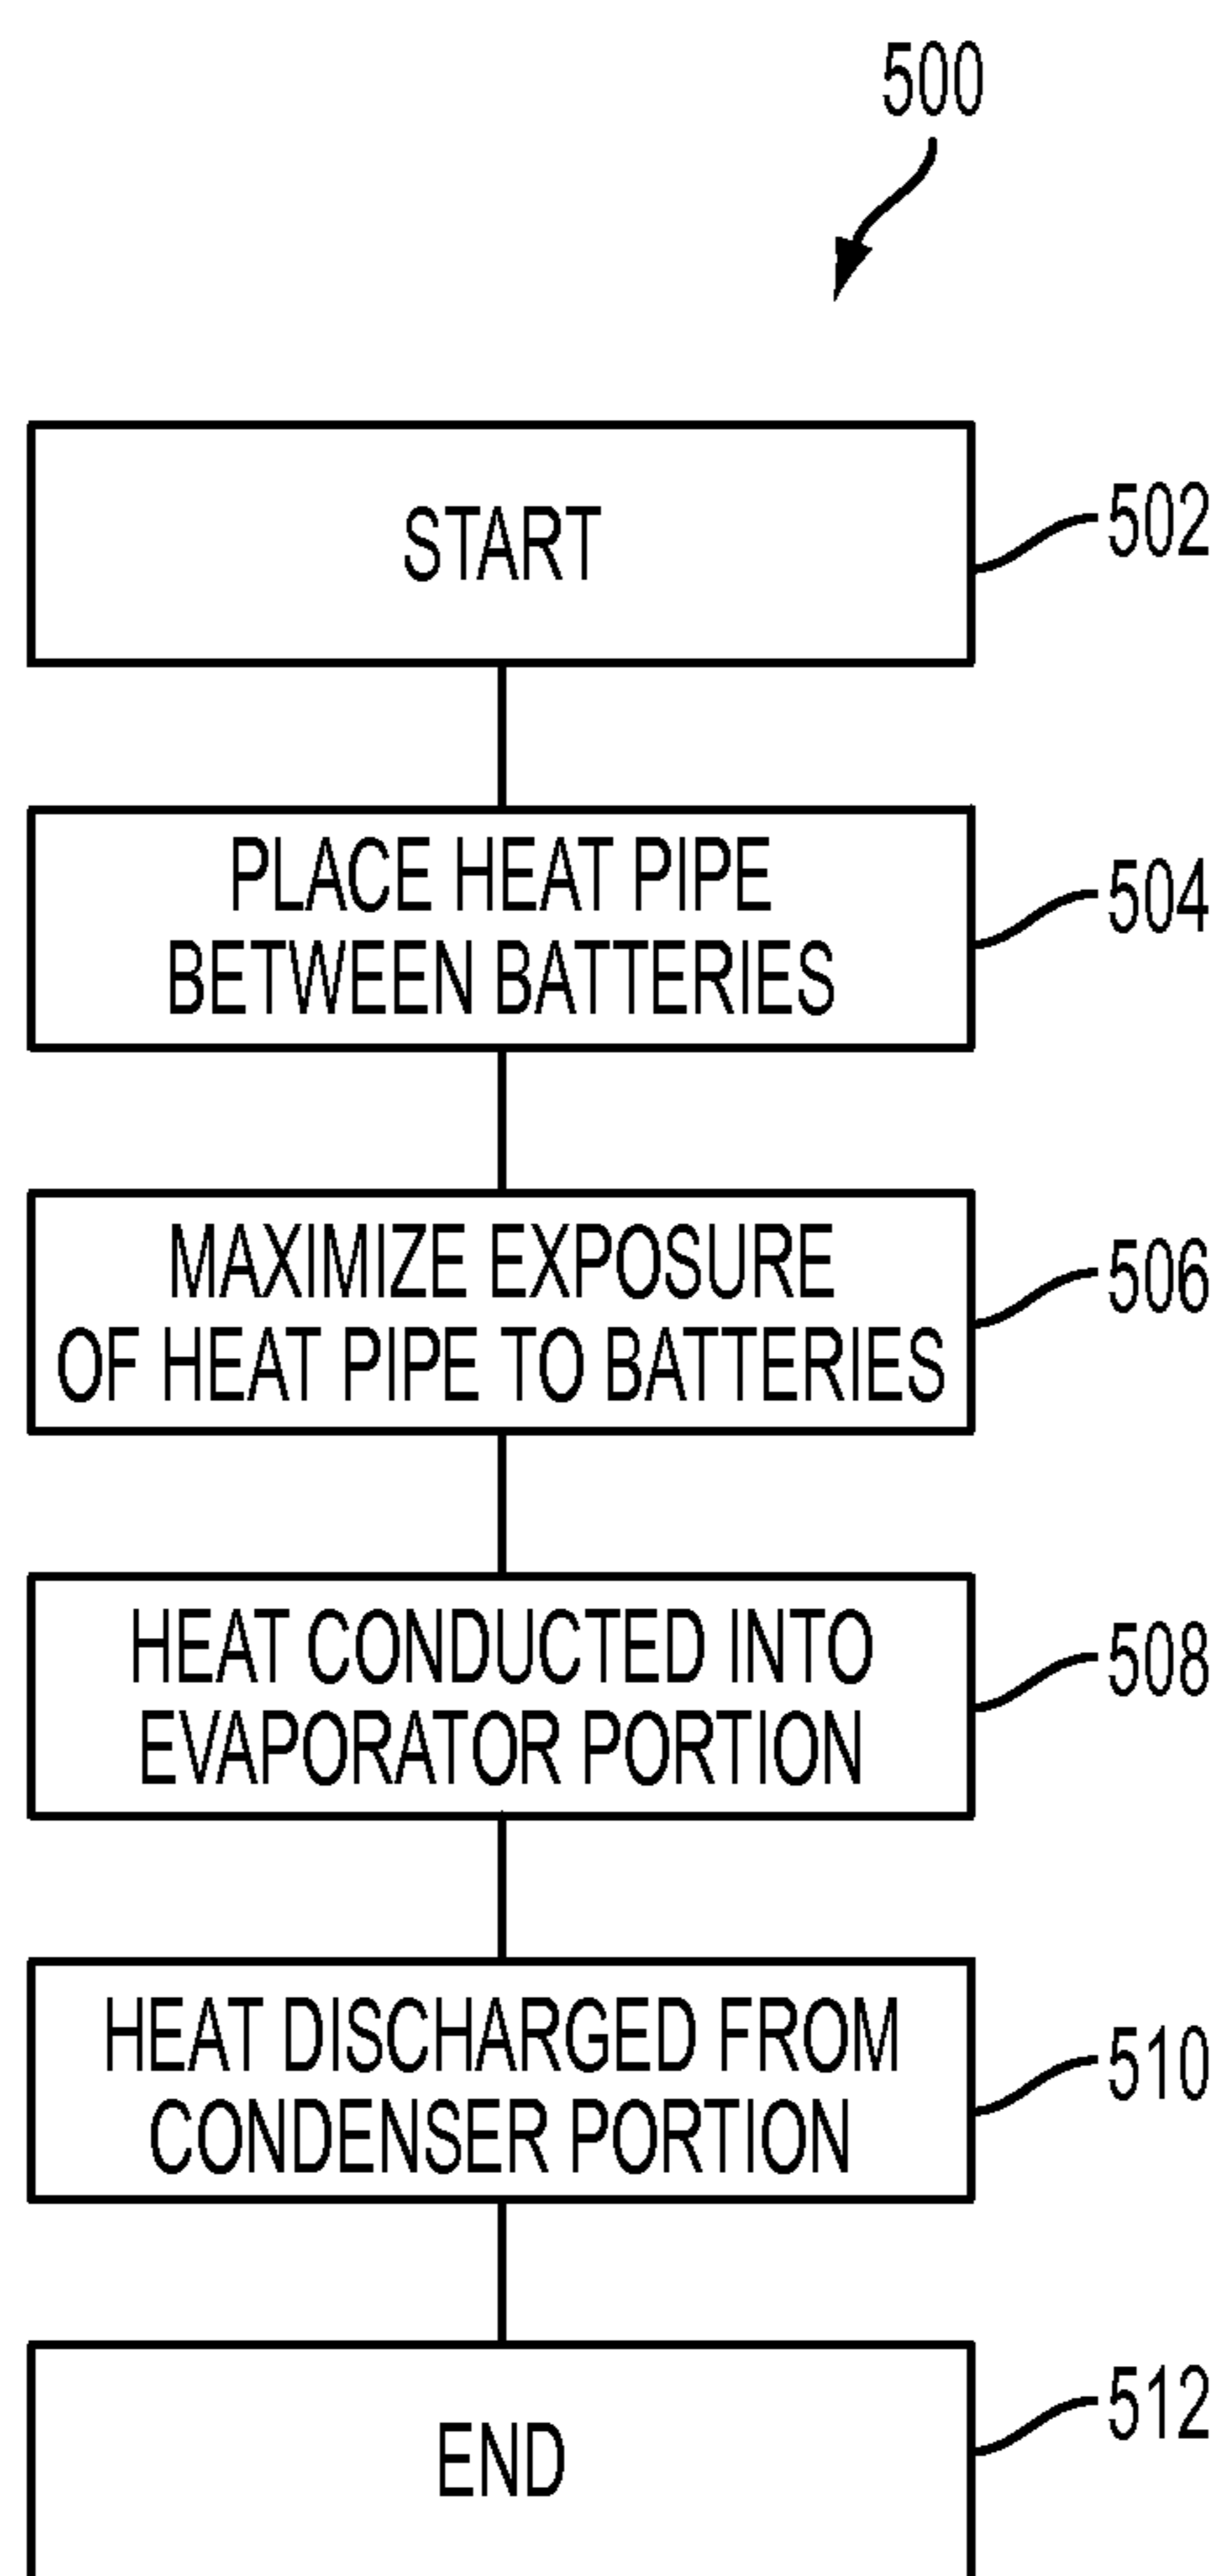 500
START
502
PLACE HEAT PIPE
BETWEEN BATTERIES
504
MAXIMIZE EXPOSURE
OF HEAT PIPE TO BATTERIES
506
HEAT CONDUCTED INTO
EVAPORATOR PORTION
508
HEAT DISCHARGED FROM
CONDENSER PORTION
510
END
512